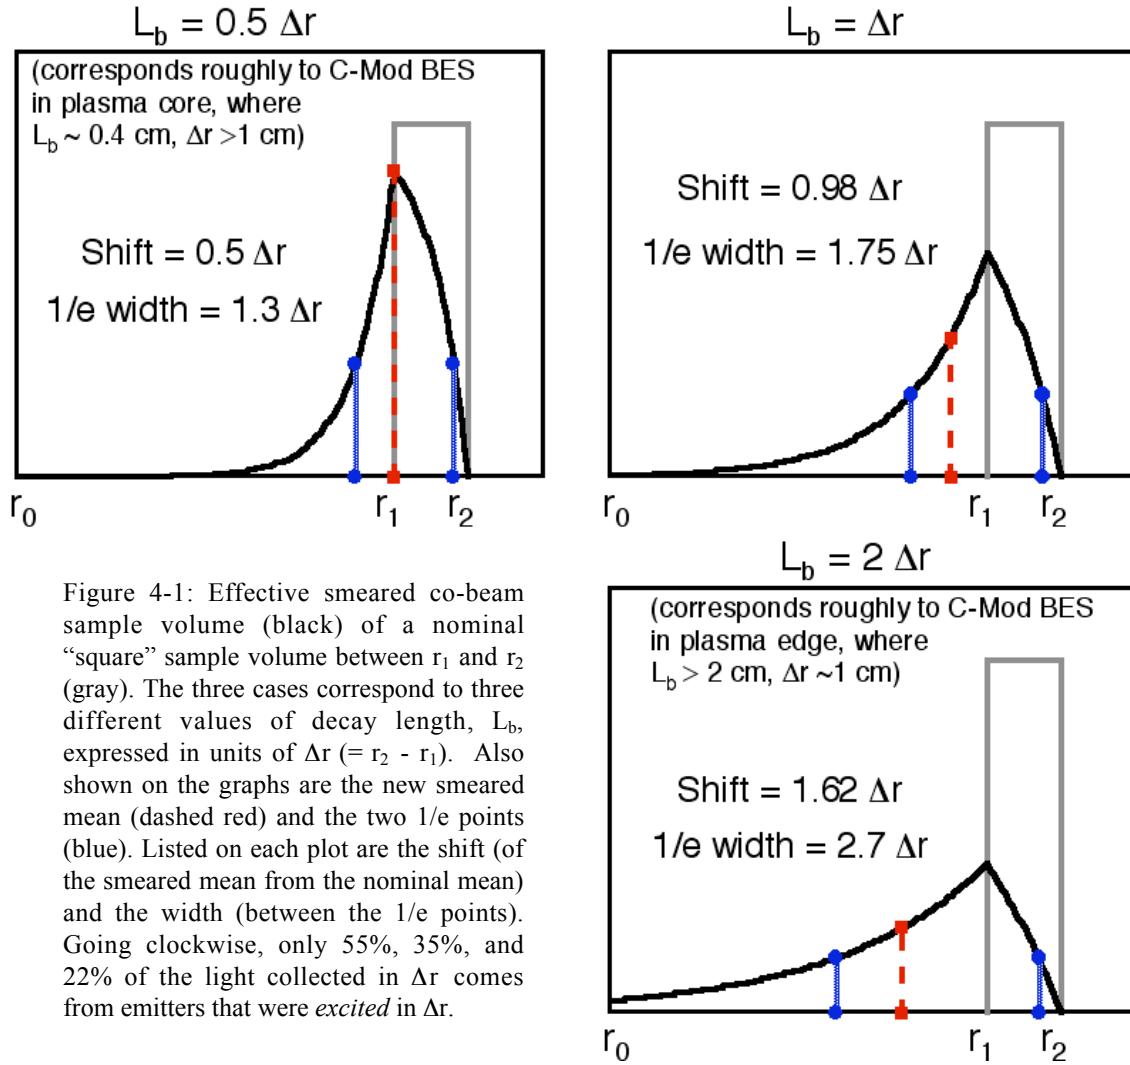 L_b = 0.5 Δr
(corresponds roughly to C-Mod BES
in plasma core, where
L_b ~ 0.4 cm, Δr >1 cm)
Shift = 0.5 Δr
1/e width = 1.3 Δr
r_0
r_1
r_2
L_b = Δr
Shift = 0.98 Δr
1/e width = 1.75 Δr
r_0
r_1
r_2
L_b = 2 Δr
(corresponds roughly to C-Mod BES
in plasma edge, where
L_b > 2 cm, Δr ~1 cm)
Shift = 1.62 Δr
1/e width = 2.7 Δr
r_0
r_1
r_2
Figure 4-1: Effective smeared co-beam
sample volume (black) of a nominal
“square” sample volume between r_1 and r_2
(gray). The three cases correspond to three
different values of decay length, L_b,
expressed in units of Δr (= r_2 - r_1). Also
shown on the graphs are the new smeared
mean (dashed red) and the two 1/e points
(blue). Listed on each plot are the shift (of
the smeared mean from the nominal mean)
and the width (between the 1/e points).
Going clockwise, only 55%, 35%, and
22% of the light collected in Δr comes
from emitters that were excited in Δr.